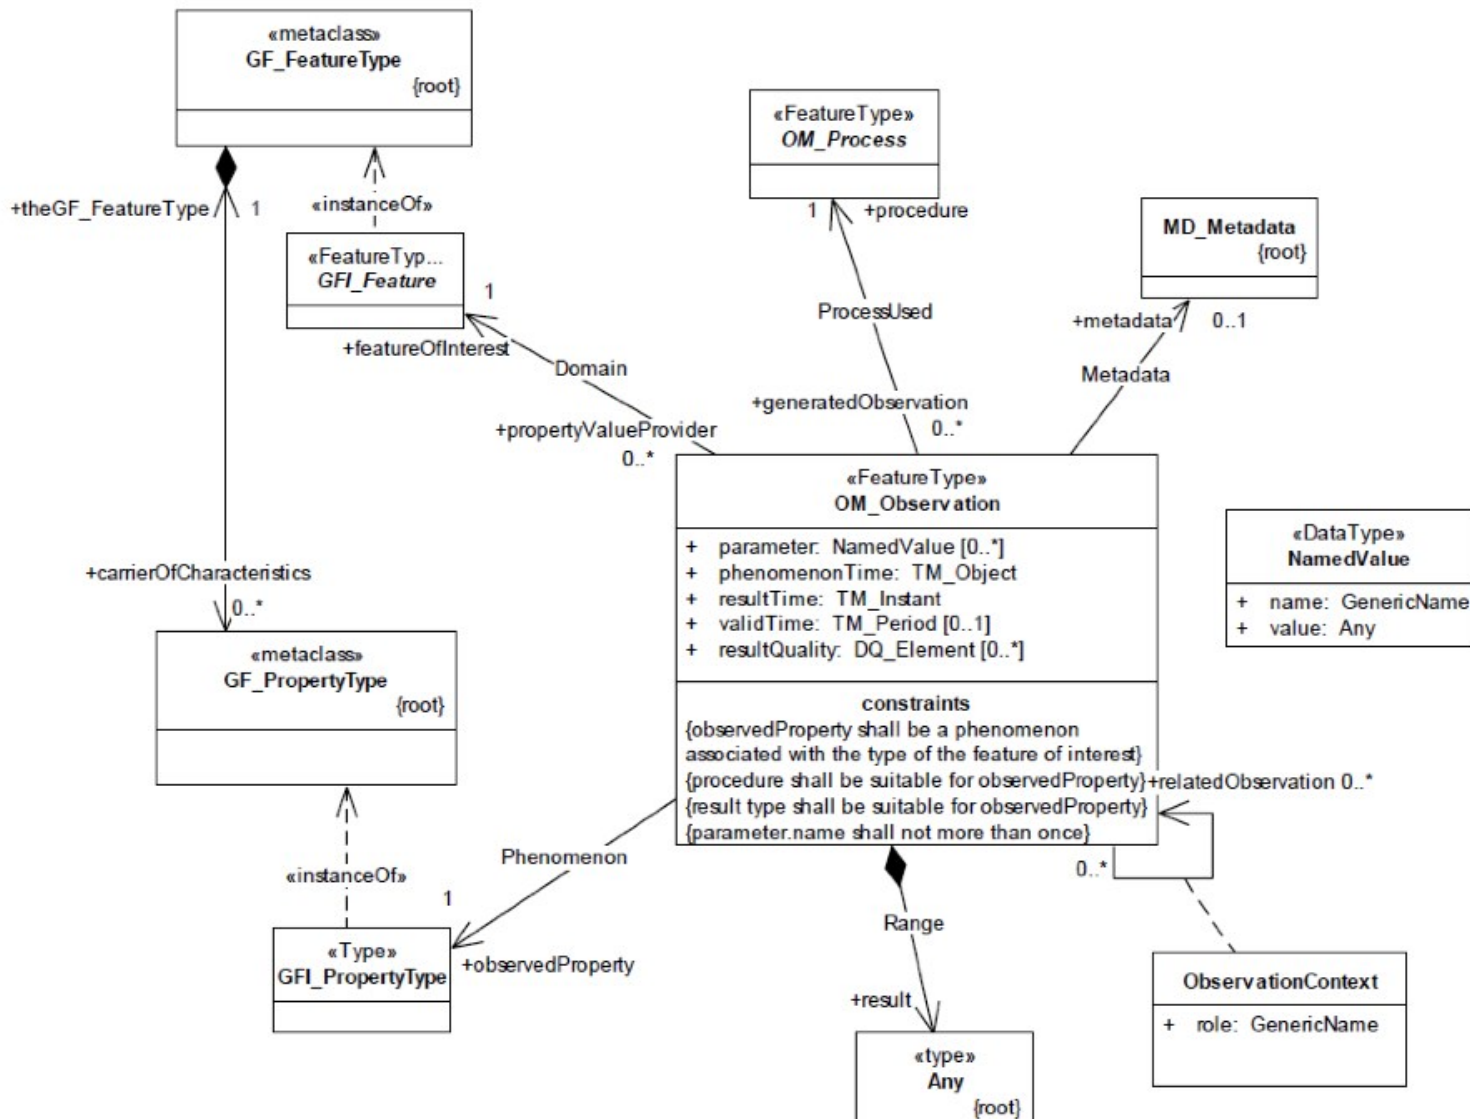 «metaclass»
GF_FeatureType
{root}
«FeatureType»
OM_Process
+theGF_FeatureType
1
«instanceOf»
1
+procedure
MD_Metadata
{root}
«FeatureTyp...
GFI_Feature
1
+featureOfInterest
ProcessUsed
+metadata
0..1
Domain
Metadata
+propertyValueProvider
0..*
+generatedObservation
0..*
«FeatureType»
OM_Observation
+ parameter: NamedValue [0..*]
+ phenomenonTime: TM_Object
+ resultTime: TM_Instant
+ validTime: TM_Period [0..1]
+ resultQuality: DQ_Element [0..*]
constraints
{observedProperty shall be a phenomenon
associated with the type of the feature of interest}
{procedure shall be suitable for observedProperty}
{result type shall be suitable for observedProperty}
{parameter.name shall not more than once}
«DataType»
NamedValue
+ name: GenericName
+ value: Any
+carrierOfCharacteristics
0..*
«metaclass»
GF_PropertyType
{root}
+relatedObservation 0..*
0..*
Phenomenon
«instanceOf»
1
«Type»
GFI_PropertyType
+observedProperty
Range
+result
ObservationContext
+ role: GenericName
«type»
Any
{root}